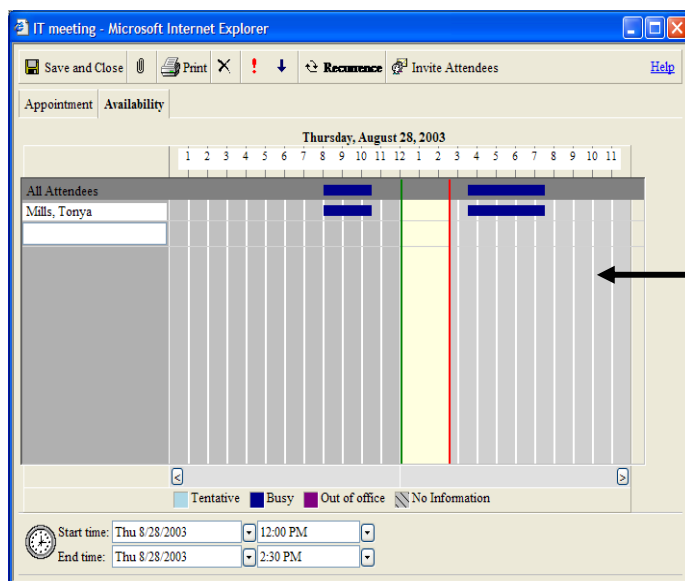 IT meeting - Microsoft Internet Explorer
Save and Close Print Recurrence Invite Attendees Help
Appointment Availability
Thursday, August 28, 2003
1 2 3 4 5 6 7 8 9 10 11 12 1 2 3 4 5 6 7 8 9 10 11
All Attendees
Mills, Tonya
Tentative Busy Out of office No Information
Start time: Thu 8/28/2003 12:00 PM
End time: Thu 8/28/2003 2:30 PM